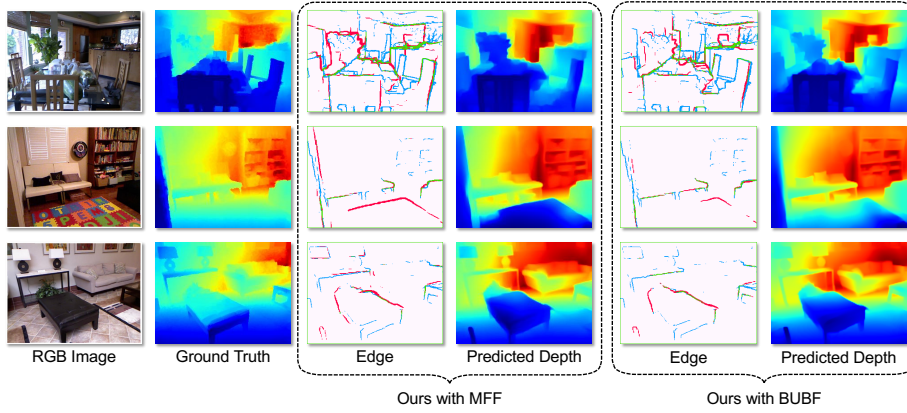 RGB Image
Ground Truth
Edge
Predicted Depth
Edge
Predicted Depth
Ours with MFF
Ours with BUBF